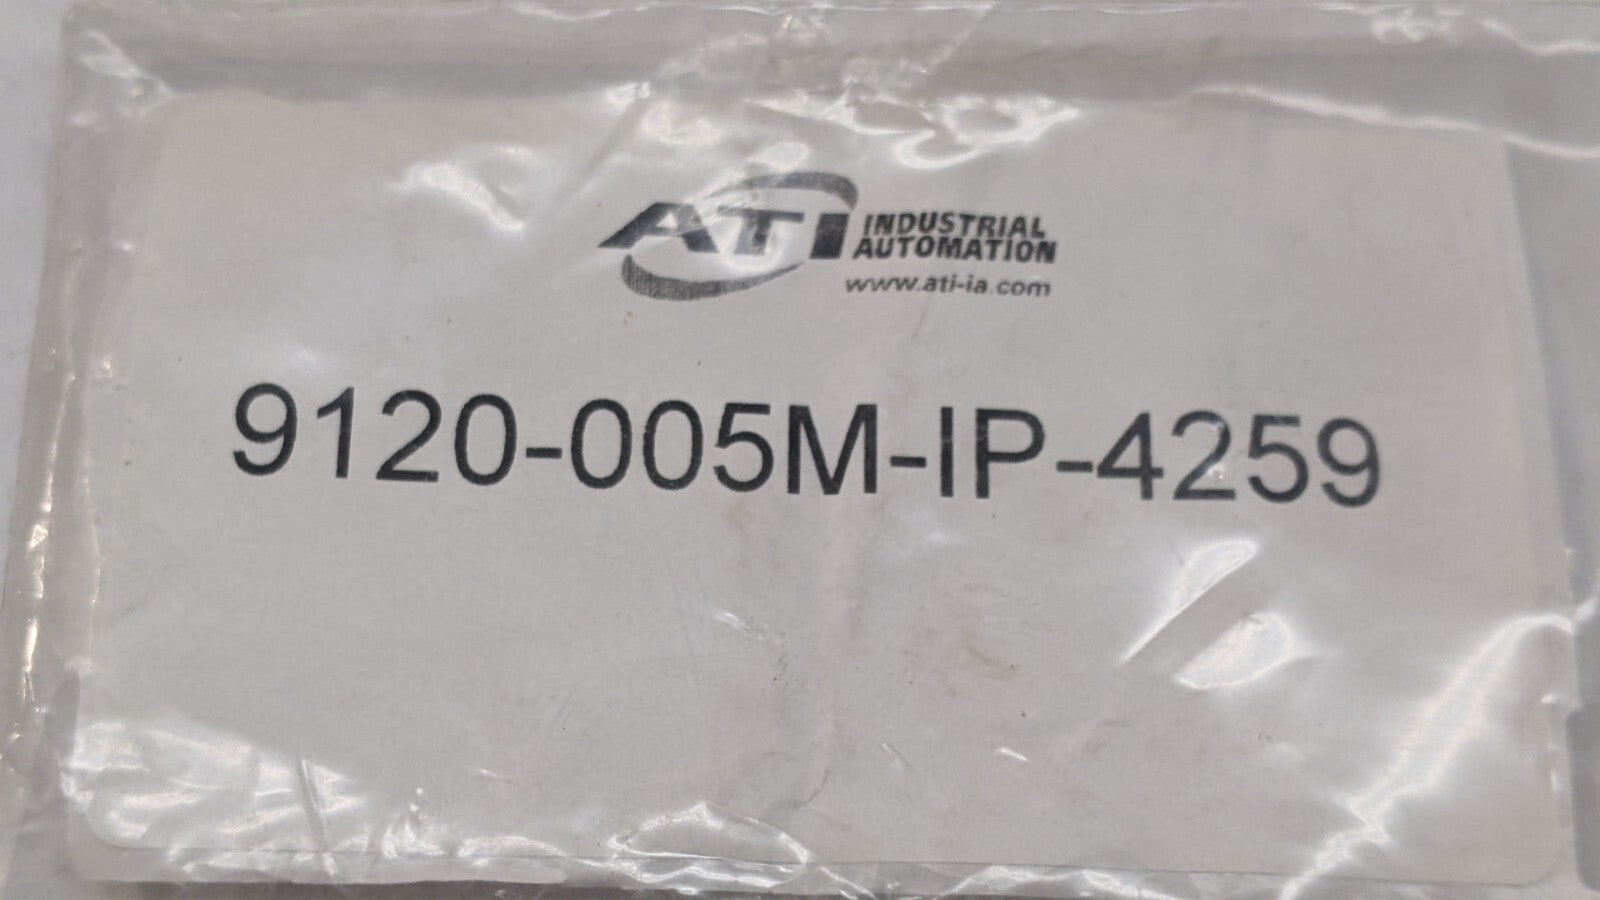 ATI INDUSTRIAL
AUTOMATION
www.ati-ia.com
9120-005M-IP-4259